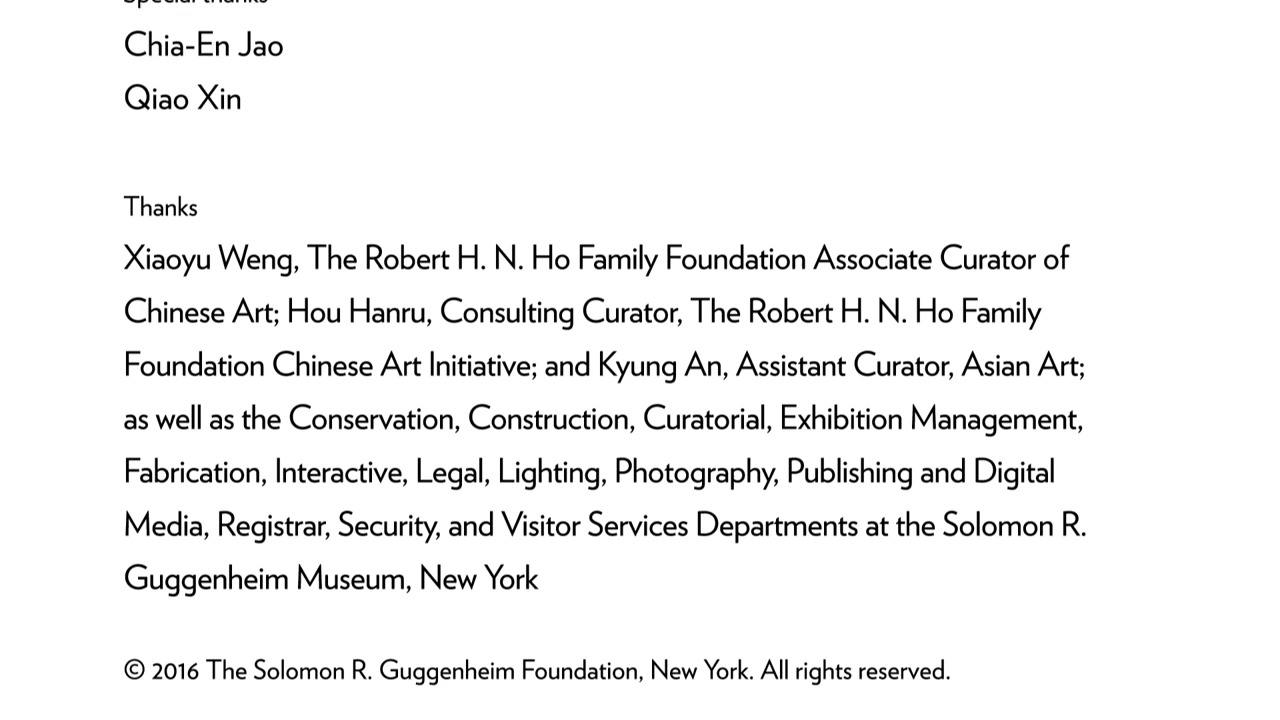 Special thanks
Chia-En Jao
Qiao Xin
Thanks
Xiaoyu Weng, The Robert H. N. Ho Family Foundation Associate Curator of
Chinese Art; Hou Hanru, Consulting Curator, The Robert H. N. Ho Family
Foundation Chinese Art Initiative; and Kyung An, Assistant Curator, Asian Art;
as well as the Conservation, Construction, Curatorial, Exhibition Management,
Fabrication, Interactive, Legal, Lighting, Photography, Publishing and Digital
Media, Registrar, Security, and Visitor Services Departments at the Solomon R.
Guggenheim Museum, New York
© 2016 The Solomon R. Guggenheim Foundation, New York. All rights reserved.